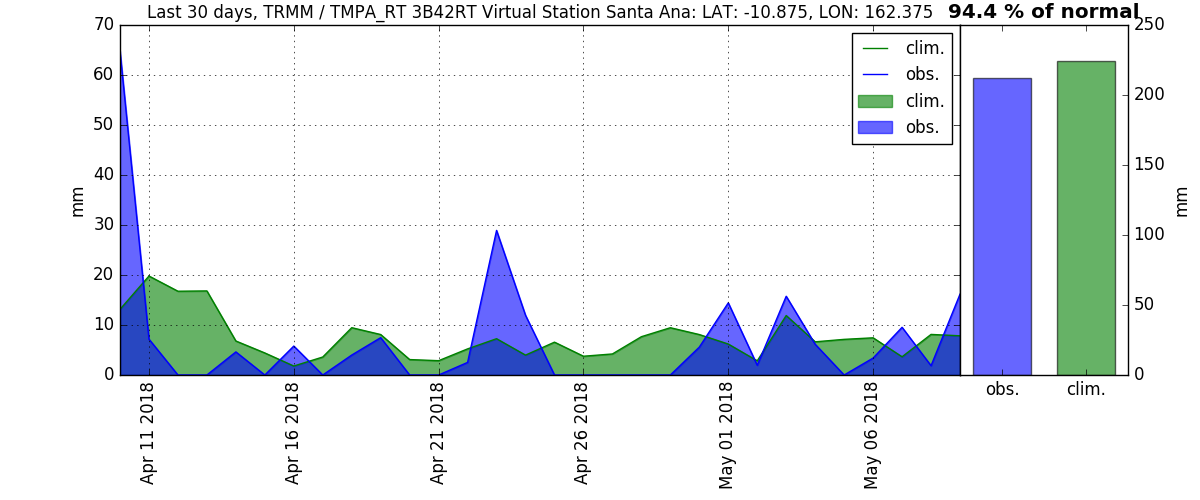 Last 30 days, TRMM / TMPA_RT 3B42RT Virtual Station Santa Ana: LAT: -10.875, LON: 162.375 94.4 % of normal
70
60
50
40
30
20
10
0
mm
clim.
obs.
clim.
obs.
250
200
150
100
50
0
mm
Apr 11 2018
Apr 16 2018
Apr 21 2018
Apr 26 2018
May 01 2018
May 06 2018
obs.
clim.